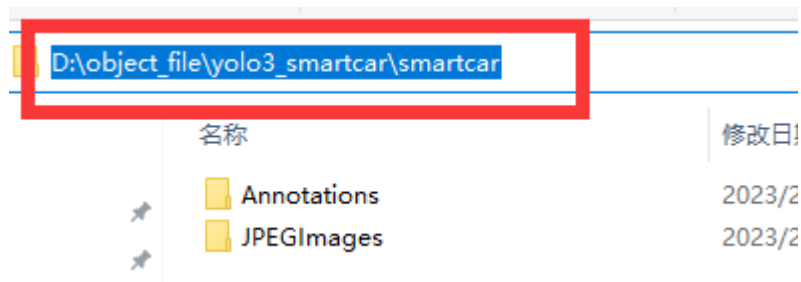 D:\object_file\yolo3_smartcar\smartcar
名称 修改日
Annotations 2023/2
JPEGImages 2023/2